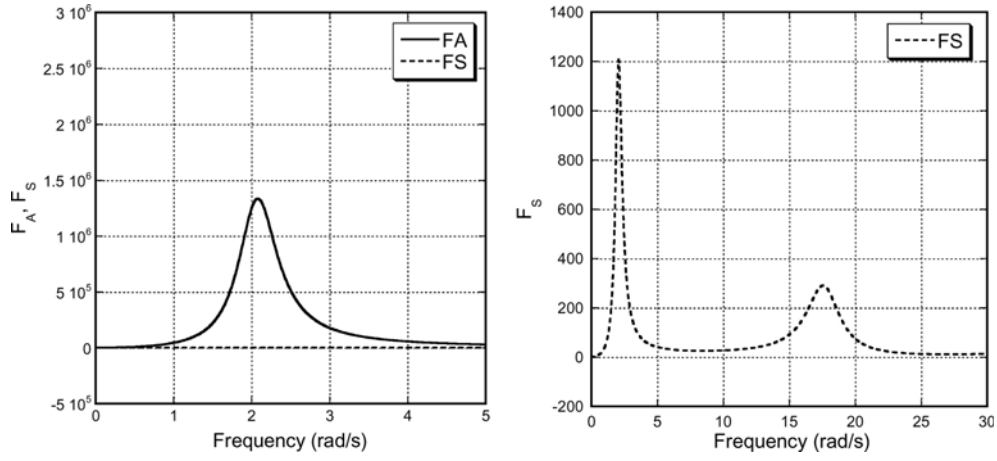 3 10⁶
2.5 10⁶
2 10⁶
1.5 10⁶
1 10⁶
5 10⁵
0
-5 10⁵
F_A, F_S
FA
FS
0 1 2 3 4 5
Frequency (rad/s)
1400
1200
1000
800
600
400
200
0
-200
F_S
FS
0 5 10 15 20 25 30
Frequency (rad/s)